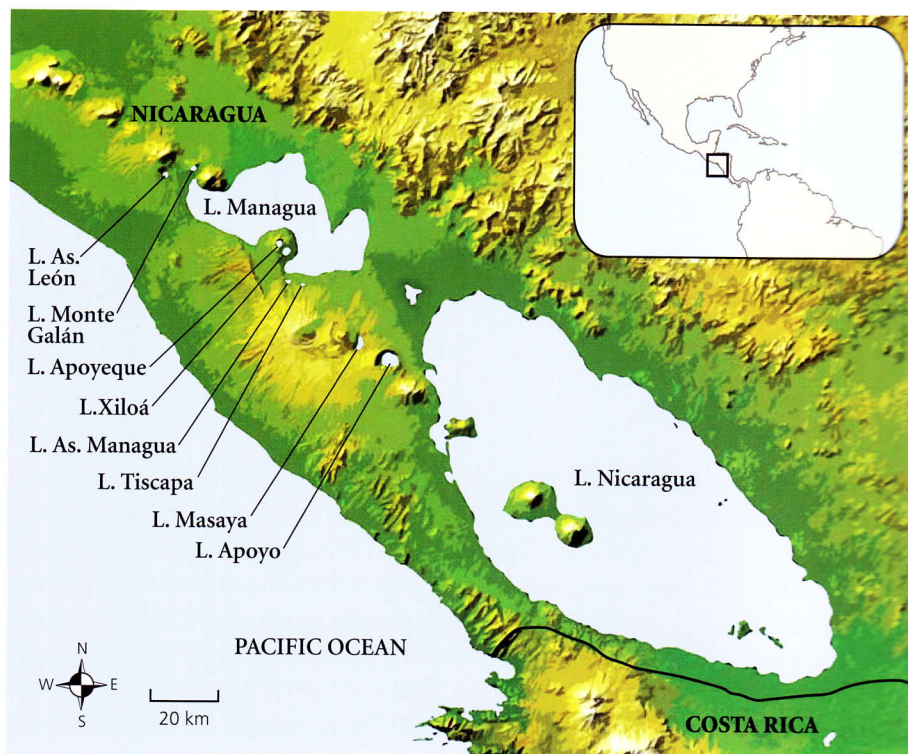 NICARAGUA
L. Managua
L. As.
León
L. Monte
Galán
L. Apoyeque
L.Xiloá
L. As. Managua
L. Tiscapa
L. Masaya
L. Apoyo
L. Nicaragua
PACIFIC OCEAN
N
W E
S
20 km
COSTA RICA